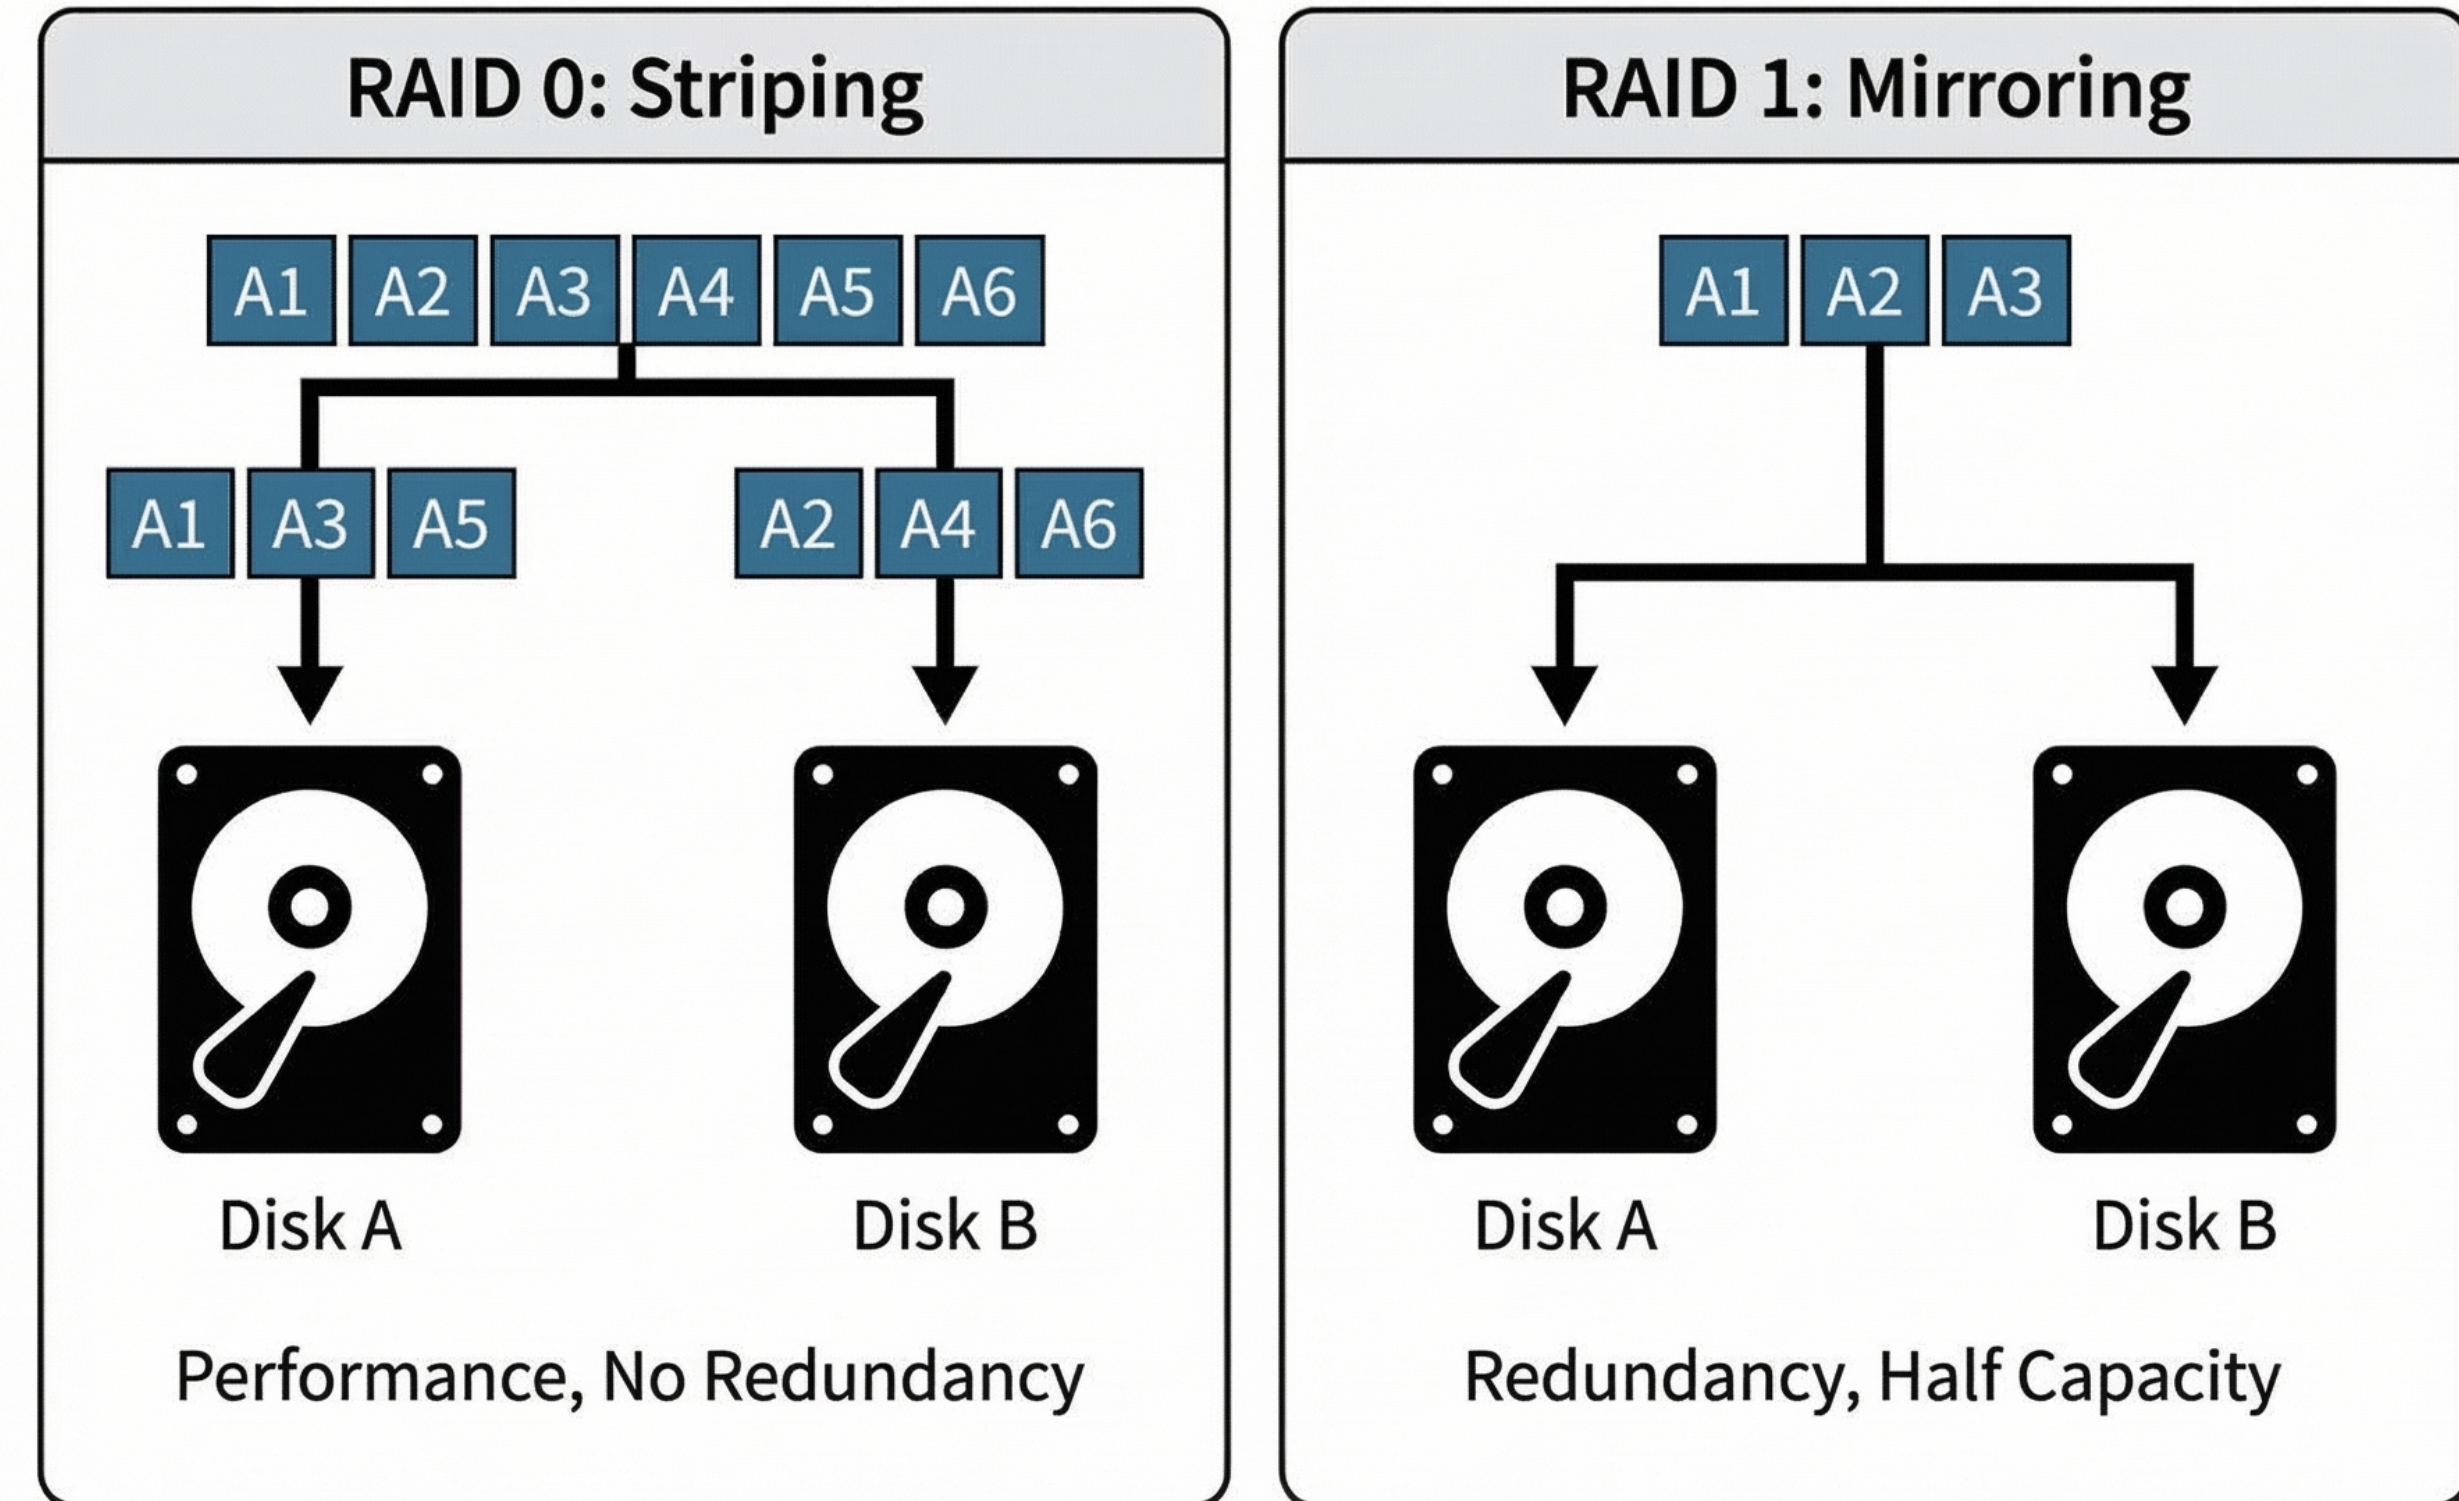 RAID 0: Striping
A1 A2 A3 A4 A5 A6
A1 A3 A5 A2 A4 A6
Disk A Disk B
Performance, No Redundancy
RAID 1: Mirroring
A1 A2 A3
Disk A Disk B
Redundancy, Half Capacity